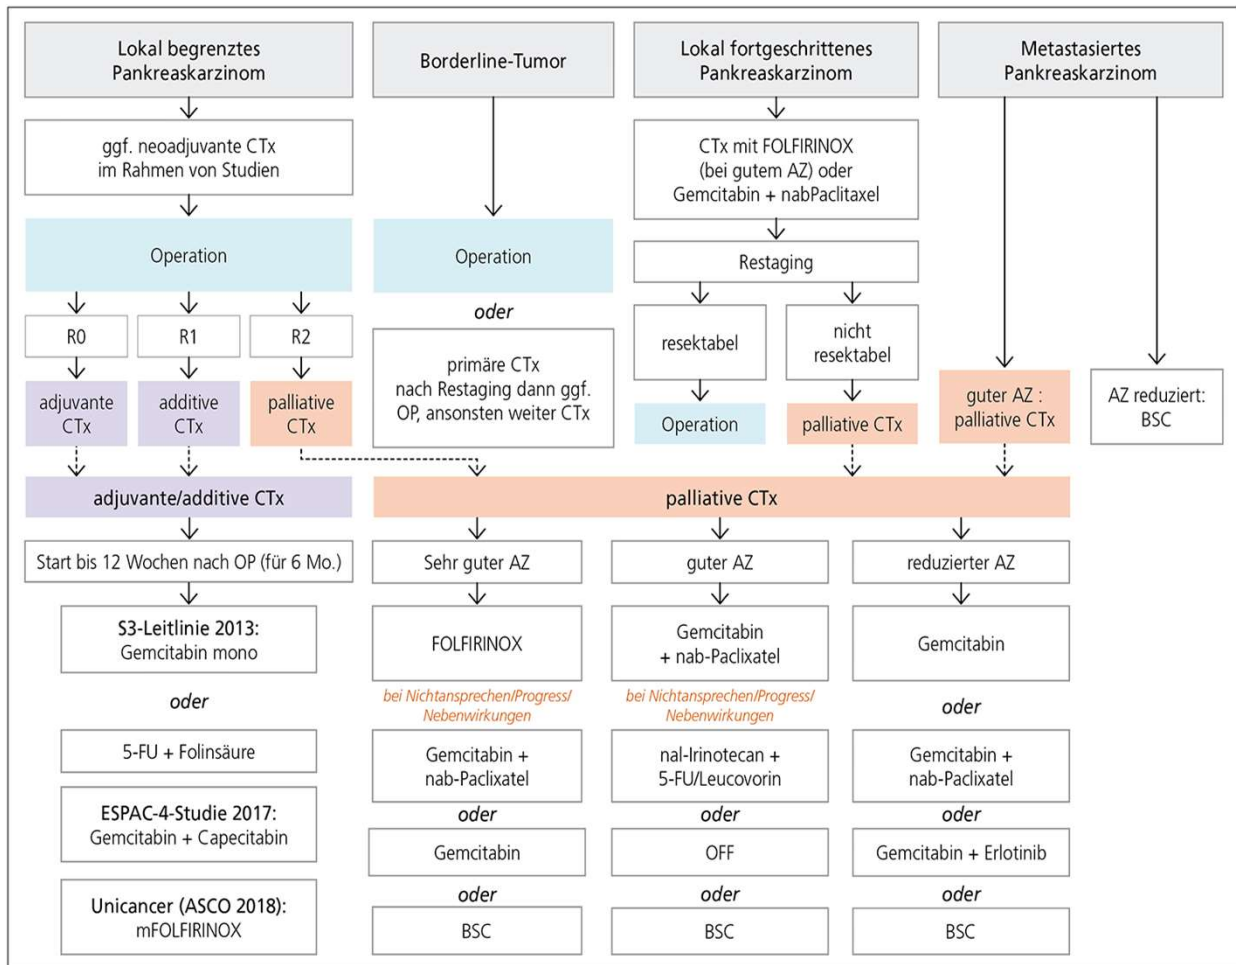 Lokal begrenztes
Pankreaskarzinom
Borderline-Tumor
Lokal fortgeschrittenes
Pankreaskarzinom
Metastasiertes
Pankreaskarzinom
ggf. neoadjuvante CTx
im Rahmen von Studien
CTx mit FOLFIRINOX
(bei gutem AZ) oder
Gemcitabin + nabPaclitaxel
Operation
Operation
Restaging
R0
R1
R2
oder
resektabel
nicht
resektabel
primäre CTx
nach Restaging dann ggf.
OP, ansonsten weiter CTx
adjuvante
CTx
additive
CTx
palliative
CTx
Operation
palliative CTx
guter AZ :
palliative CTx
AZ reduziert:
BSC
adjuvante/additive CTx
palliative CTx
Start bis 12 Wochen nach OP (für 6 Mo.)
Sehr guter AZ
guter AZ
reduzierter AZ
S3-Leitlinie 2013:
Gemcitabin mono
oder
5-FU + Folinsäure
ESPAC-4-Studie 2017:
Gemcitabin + Capecitabin
Unicancer (ASCO 2018):
mFOLFIRINOX
FOLFIRINOX
bei Nichtansprechen/Progress/
Nebenwirkungen
Gemcitabin +
nab-Paclixatel
oder
Gemcitabin
oder
BSC
Gemcitabin
+ nab-Paclixatel
bei Nichtansprechen/Progress/
Nebenwirkungen
nal-Irinotecan +
5-FU/Leucovorin
oder
OFF
oder
BSC
Gemcitabin
oder
Gemcitabin +
nab-Paclixatel
oder
Gemcitabin + Erlotinib
oder
BSC